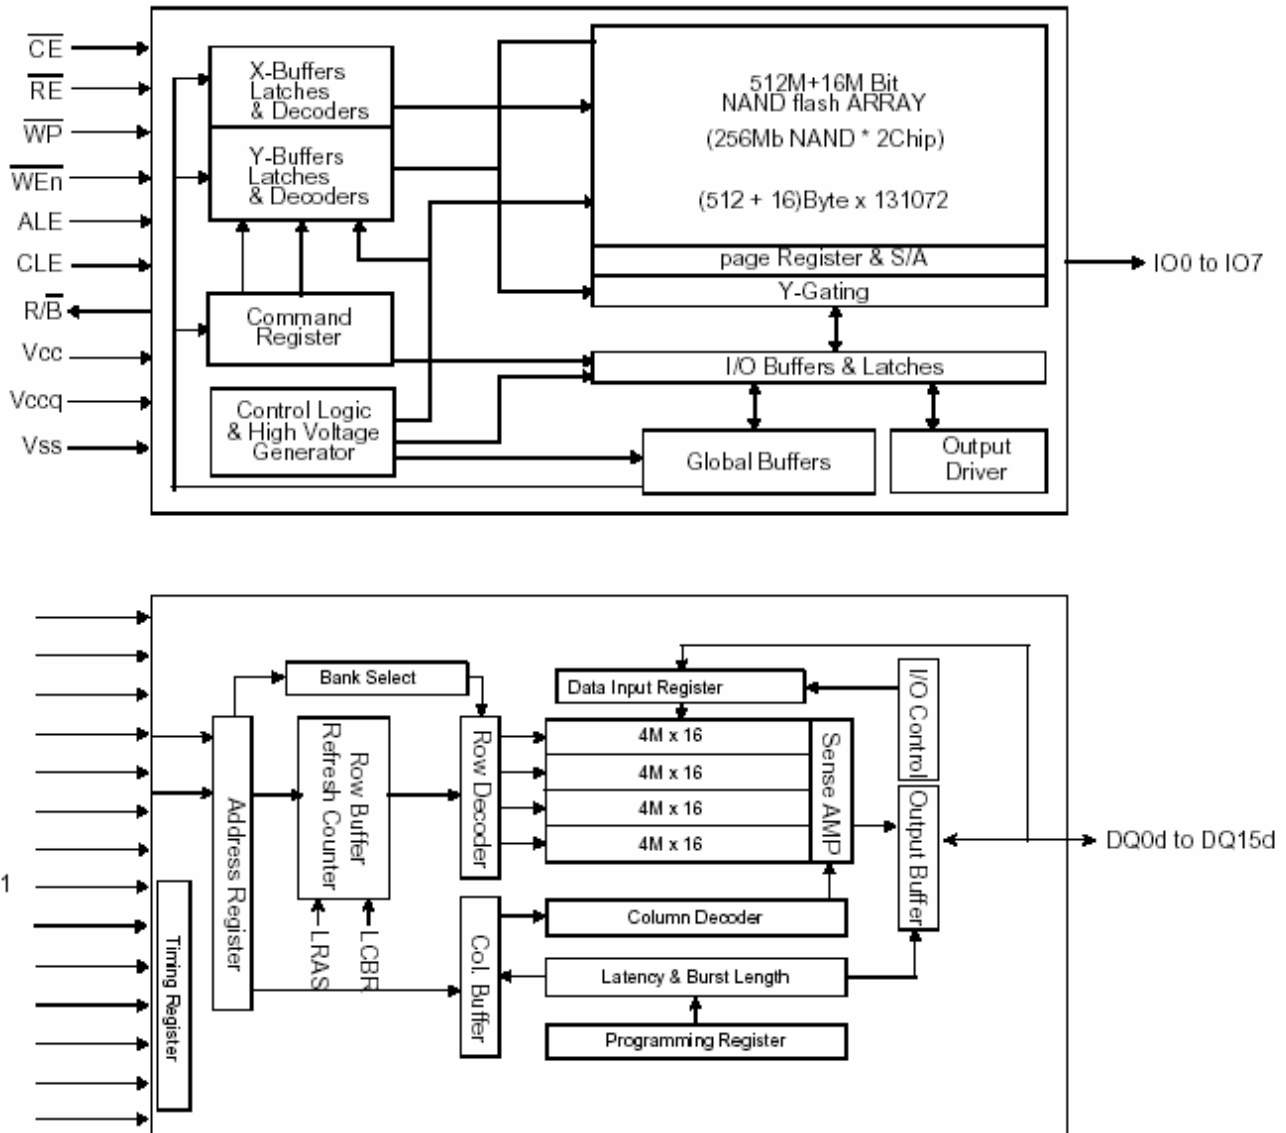 CE
RE
WP
WEn
ALE
CLE
R/B
Vcc
Vccq
Vss
X-Buffers
Latches
& Decoders
Y-Buffers
Latches
& Decoders
Command
Register
Control Logic
& High Voltage
Generator
512M+16M Bit
NAND flash ARRAY
(256Mb NAND * 2Chip)
(512 + 16)Byte x 131072
page Register & S/A
Y-Gating
I/O Buffers & Latches
Global Buffers
Output
Driver
IO0 to IO7
1
Timing Register
Address Register
Bank Select
Row Buffer
Refresh Counter
LRAS
LCBR
Row Decoder
Col. Buffer
Data Input Register
4M x 16
4M x 16
4M x 16
4M x 16
Sense AMP
Column Decoder
Latency & Burst Length
Programming Register
I/O Control
Output Buffer
DQ0d to DQ15d